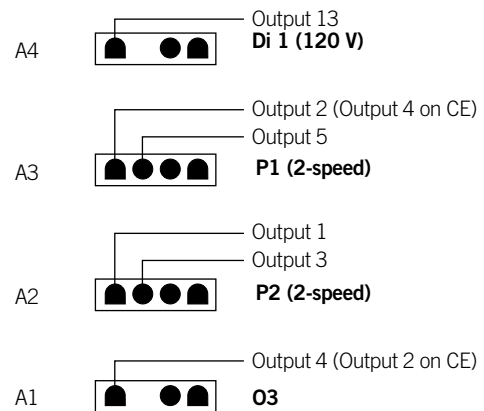 Output 13
A4
Di 1 (120 V)
Output 2 (Output 4 on CE)
Output 5
A3
P1 (2-speed)
Output 1
Output 3
A2
P2 (2-speed)
Output 4 (Output 2 on CE)
A1
O3